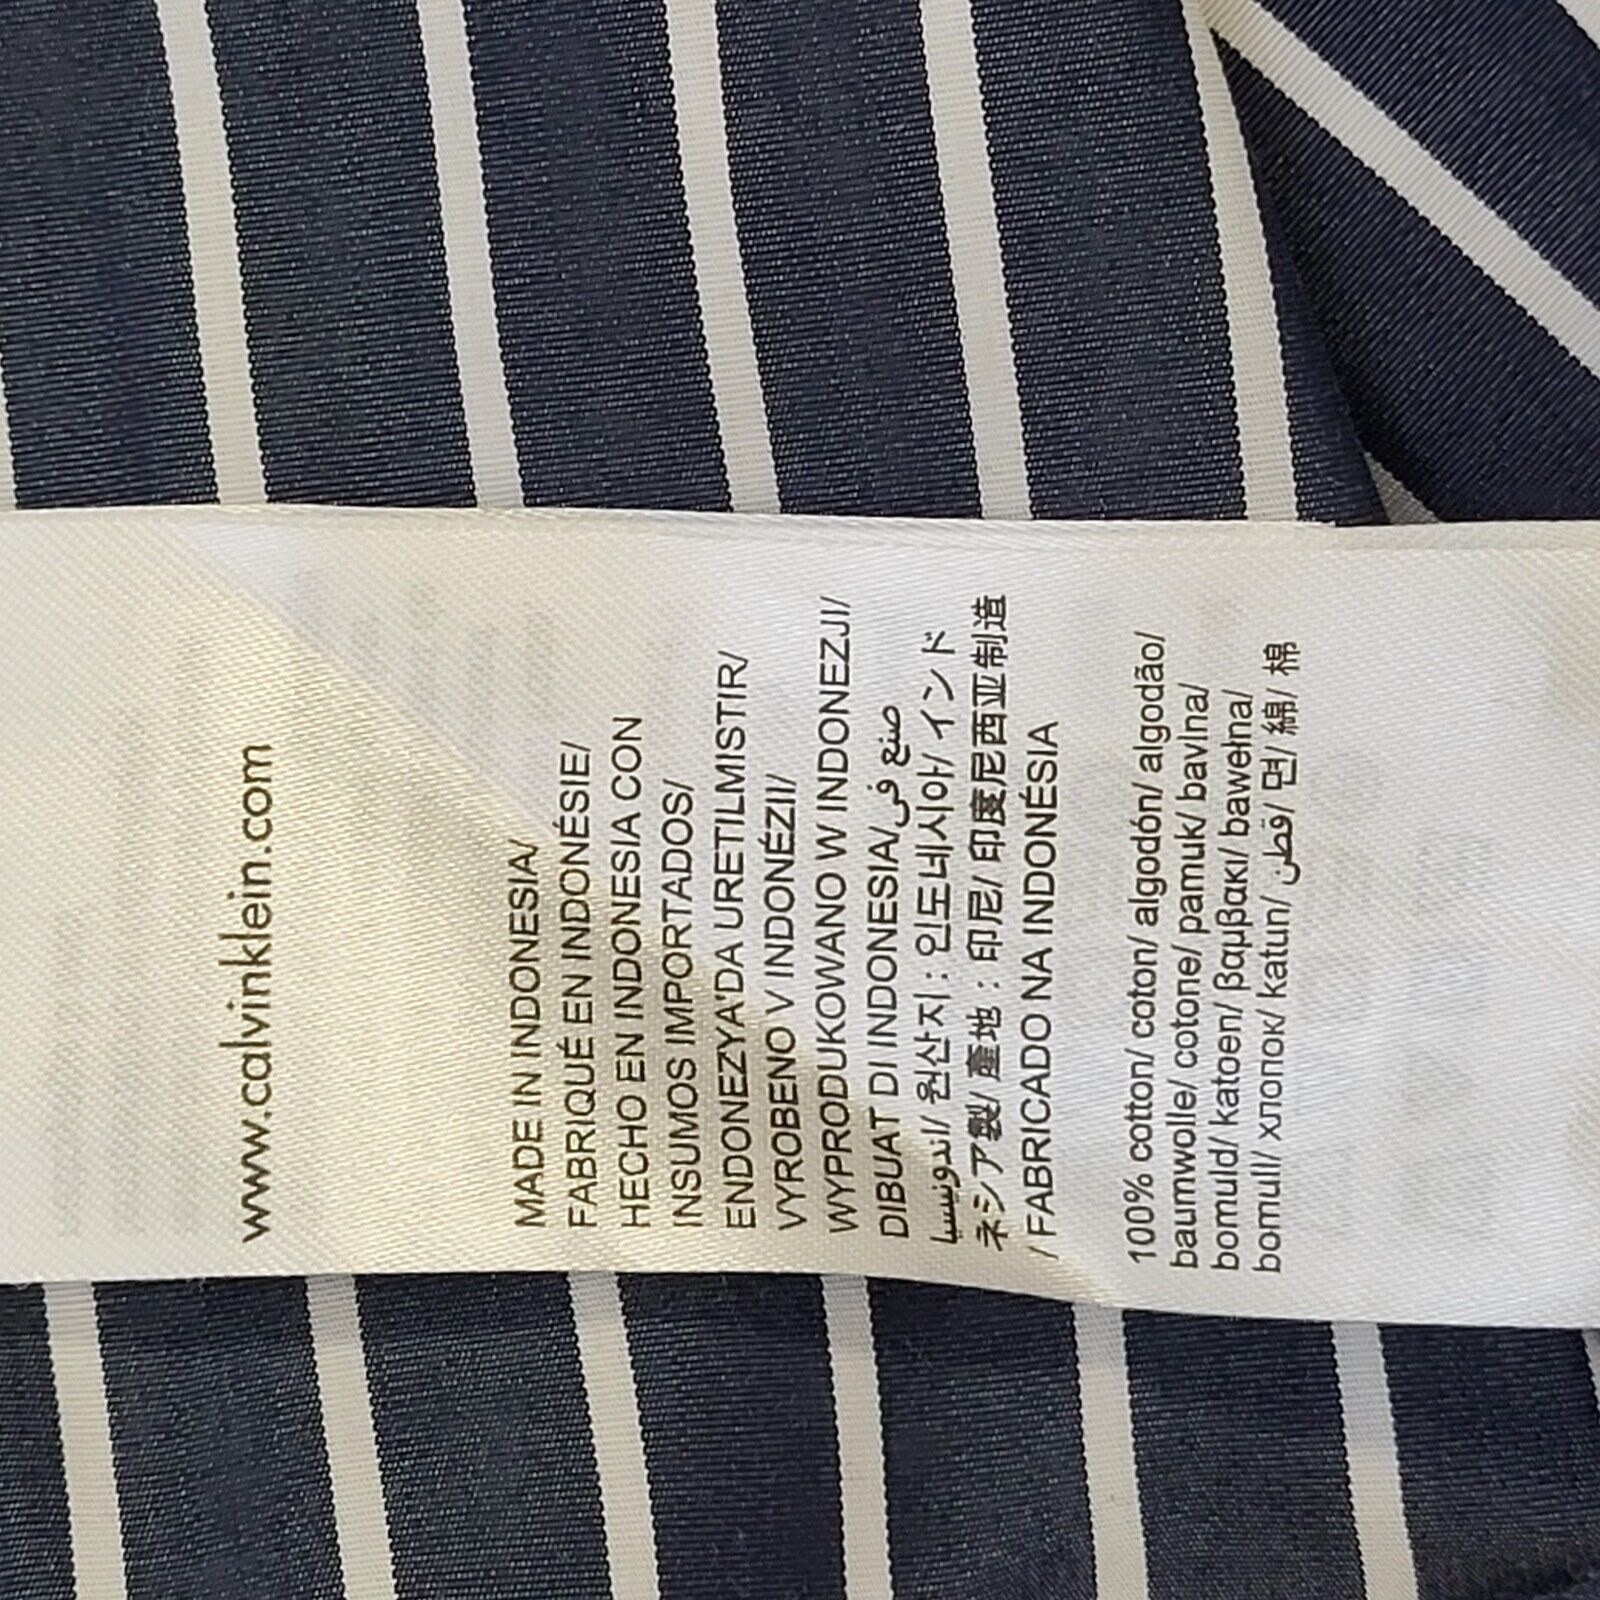 www.calvinklein.com
MADE IN INDONESIA/
FABRIQUÉ EN INDONÉSIE/
HECHO EN INDONESIA CON
INSUMOS IMPORTADOS/
ENDONEZYA'DA URETILMISTIR/
VYROBENO V INDONÉZII/
WYPRODUKOWANO W INDONEZJI/
DIBUAT DI INDONESIA/صنع في
اندونيسيا/ 원산지 : 인도네시아/ インド
ネシア製/ 產地 : 印尼/ 印度尼西亚制造
/ FABRICADO NA INDONÉSIA
100% cotton/ coton/ algodón/ algodão/
baumwolle/ cotone/ pamuk/ bavlna/
bomuld/ katoen/ βαμβακι/ bawełna/
bomull/ хлопок/ katun/ قطن/ 면/ 綿/ 棉